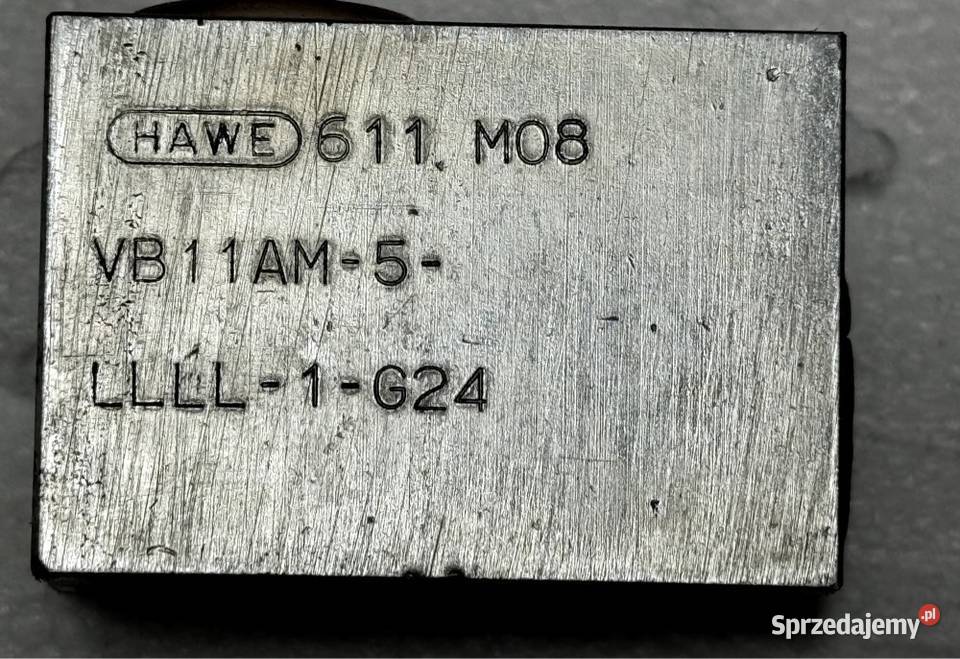 HAWE 611 M08
VB11AM-5-
LLLL-1-G24
Sprzedajemy.pl